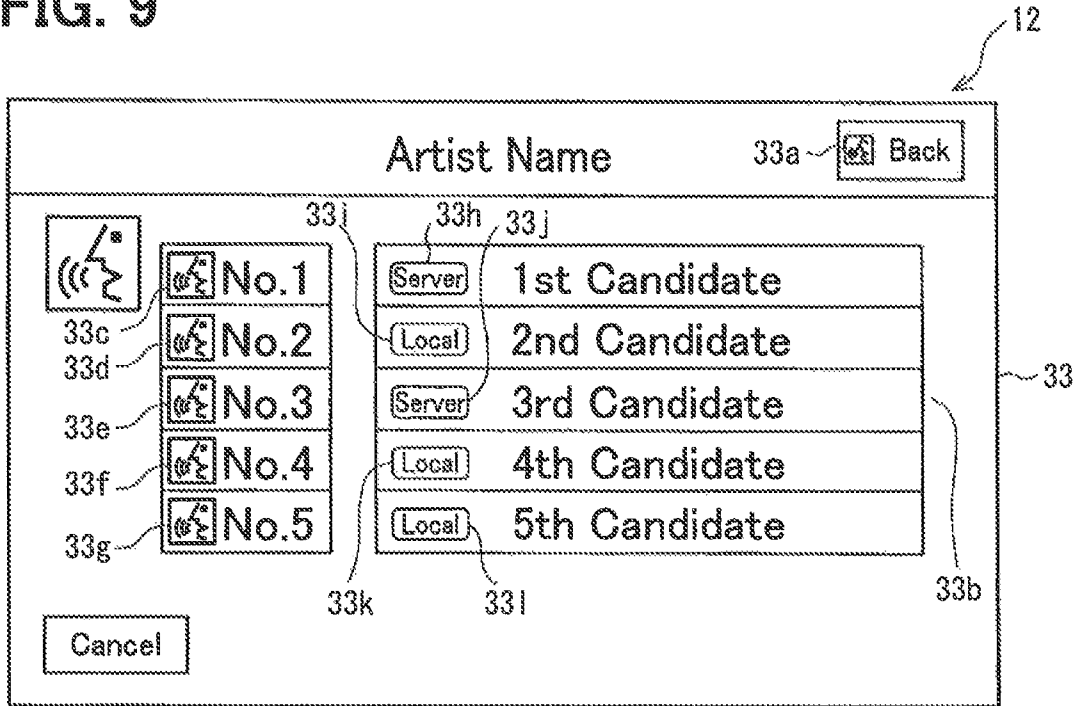 FIG. 9
12
Artist Name
33a
Back
33i
33h
33j
33c
No.1
Server
1st Candidate
33d
No.2
Local
2nd Candidate
33
33e
No.3
Server
3rd Candidate
33f
No.4
Local
4th Candidate
33g
No.5
Local
5th Candidate
33k
33l
33b
Cancel